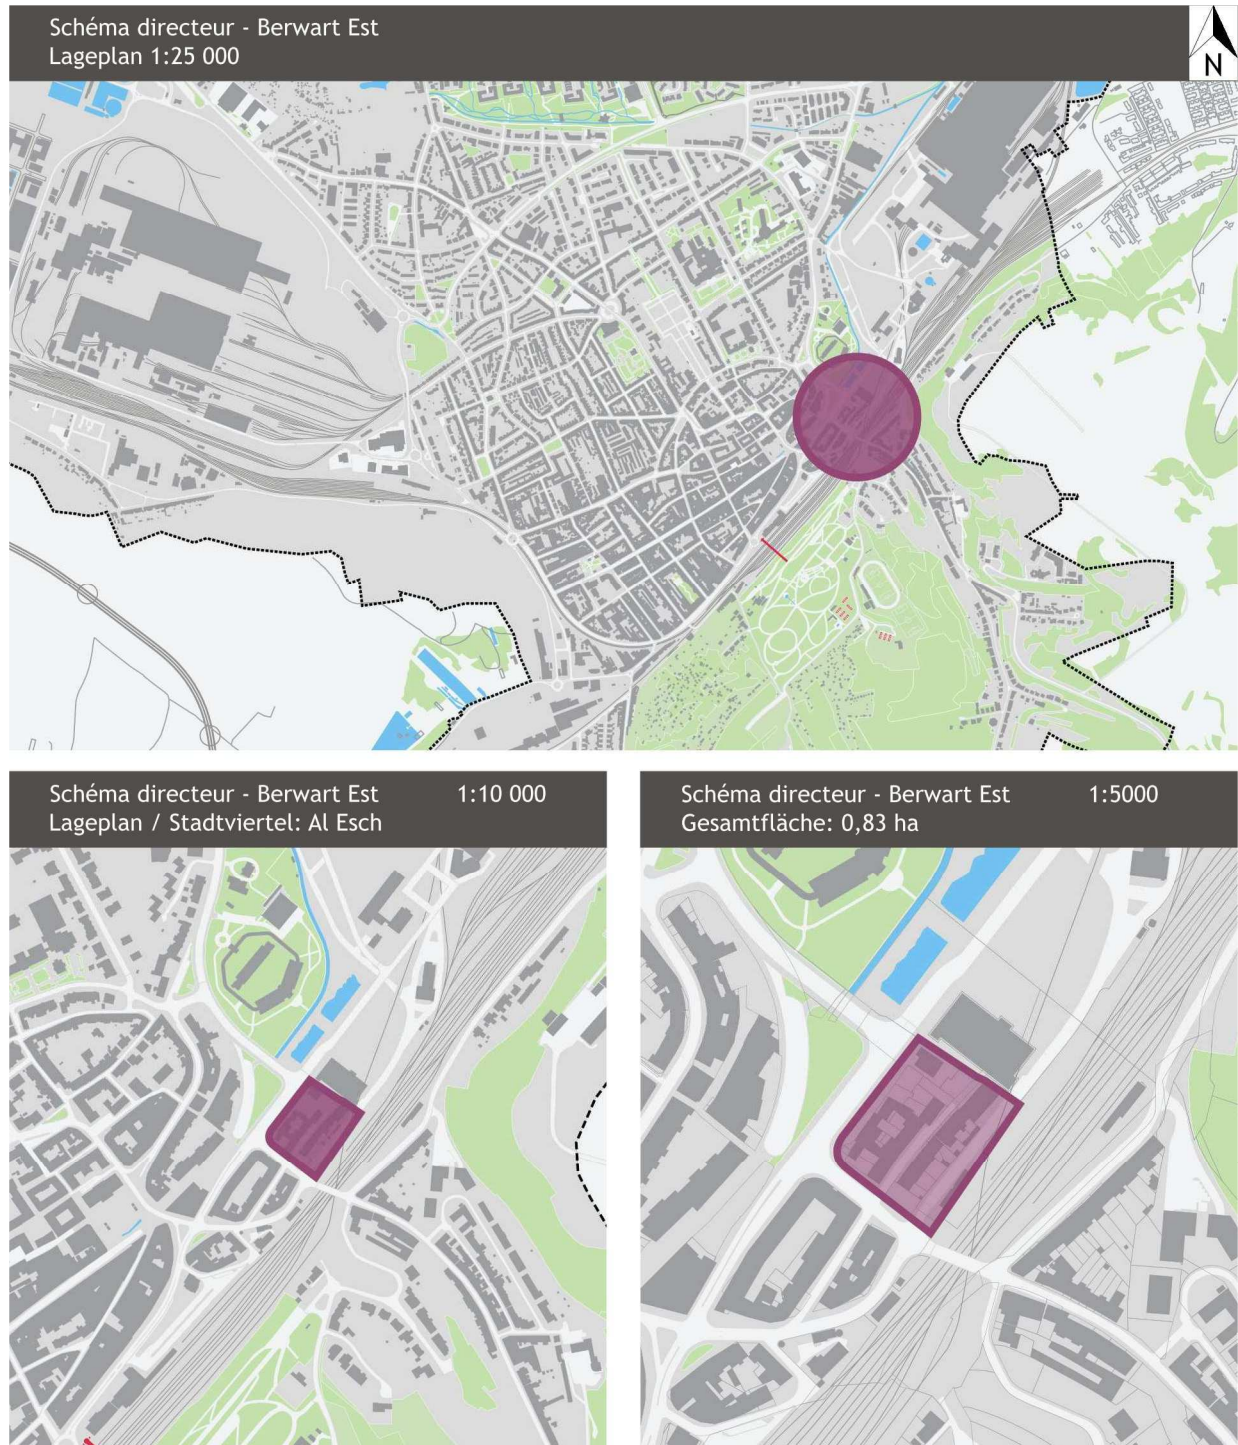 Schéma directeur - Berwart Est
Lageplan 1:25 000
N
Schéma directeur - Berwart Est 1:10 000
Lageplan / Stadtviertel: Al Esch
Schéma directeur - Berwart Est 1:5000
Gesamtfläche: 0,83 ha